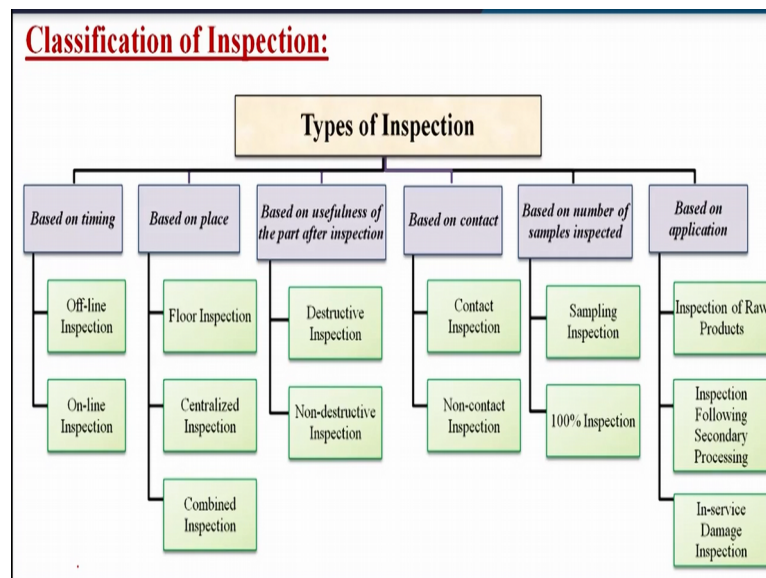 Classification of Inspection:
Types of Inspection
Based on timing
Based on place
Based on usefulness of
the part after inspection
Based on contact
Based on number of
samples inspected
Based on
application
Off-line
Inspection
On-line
Inspection
Floor Inspection
Centralized
Inspection
Combined
Inspection
Destructive
Inspection
Non-destructive
Inspection
Contact
Inspection
Non-contact
Inspection
Sampling
Inspection
100% Inspection
Inspection of Raw
Products
Inspection
Following
Secondary
Processing
In-service
Damage
Inspection